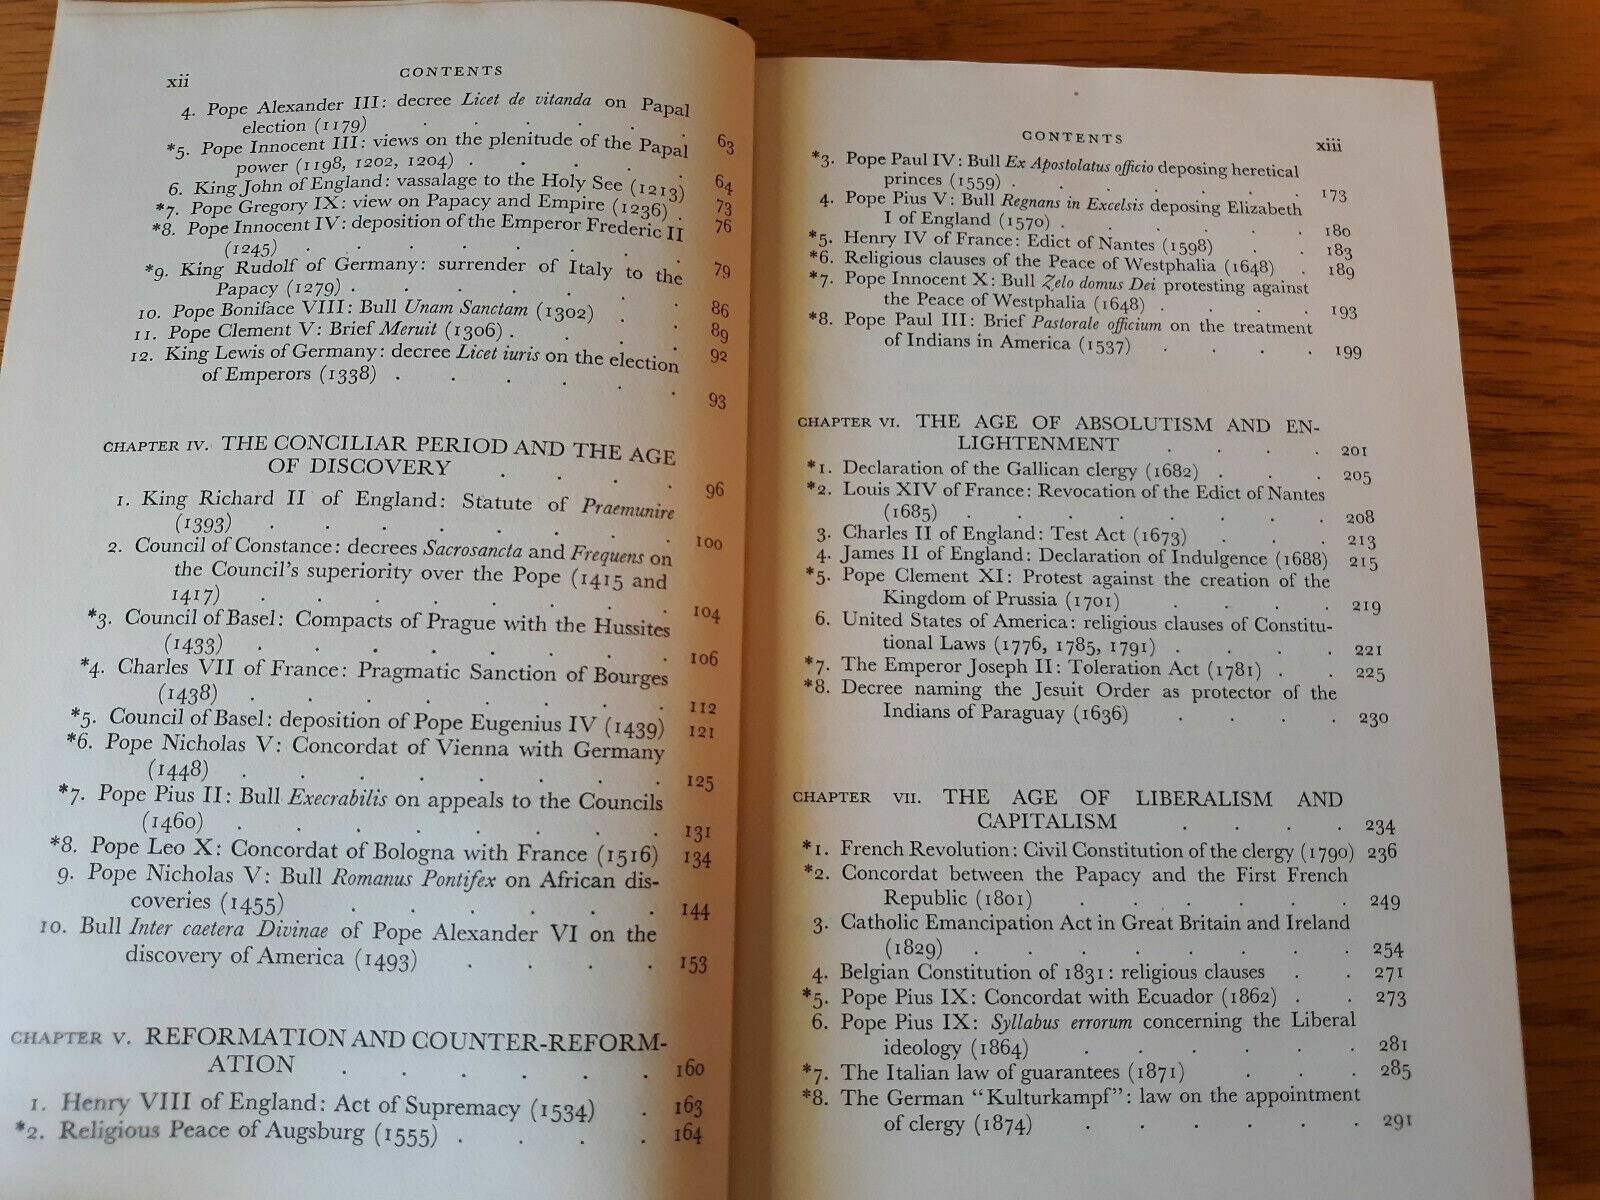 xii
CONTENTS
4. Pope Alexander III: decree Licet de vitanda on Papal
election (1179) . . . . . . 63
*5. Pope Innocent III: views on the plenitude of the Papal
power (1198, 1202, 1204) . . . . . 64
6. King John of England: vassalage to the Holy See (1213) 73
*7. Pope Gregory IX: view on Papacy and Empire (1236) . 76
*8. Pope Innocent IV: deposition of the Emperor Frederic II
(1245) . . . . . . . 79
*9. King Rudolf of Germany: surrender of Italy to the
Papacy (1279) . . . . . . . 86
10. Pope Boniface VIII: Bull Unam Sanctam (1302) . . 89
11. Pope Clement V: Brief Meruit (1306) . . . . 92
12. King Lewis of Germany: decree Licet iuris on the election
of Emperors (1338) . . . . . . 93
CHAPTER IV. THE CONCILIAR PERIOD AND THE AGE
OF DISCOVERY . . . . 96
1. King Richard II of England: Statute of Praemunire
(1393) . . . . . . . 100
2. Council of Constance: decrees Sacrosancta and Frequens on
the Council's superiority over the Pope (1415 and
1417) . . . . . . . . 104
*3. Council of Basel: Compacts of Prague with the Hussites
(1433) . . . . . . . . 106
*4. Charles VII of France: Pragmatic Sanction of Bourges
(1438) . . . . . . . . 112
*5. Council of Basel: deposition of Pope Eugenius IV (1439) 121
*6. Pope Nicholas V: Concordat of Vienna with Germany
(1448) . . . . . . . 125
*7. Pope Pius II: Bull Execrabilis on appeals to the Councils
(1460) . . . . . . . 131
*8. Pope Leo X: Concordat of Bologna with France (1516) 134
9. Pope Nicholas V: Bull Romanus Pontifex on African dis-
coveries (1455) . . . . . . 144
10. Bull Inter caetera Divinae of Pope Alexander VI on the
discovery of America (1493) . . . . 153
CHAPTER V. REFORMATION AND COUNTER-REFORM-
ATION . . . . . . 160
1. Henry VIII of England: Act of Supremacy (1534) . 163
*2. Religious Peace of Augsburg (1555) . . . . 164
CONTENTS
xiii
*3. Pope Paul IV: Bull Ex Apostolatus officio deposing heretical
princes (1559) . . . . . . . 173
4. Pope Pius V: Bull Regnans in Excelsis deposing Elizabeth
I of England (1570) . . . . . . 180
*5. Henry IV of France: Edict of Nantes (1598) . . 183
*6. Religious clauses of the Peace of Westphalia (1648) . 189
*7. Pope Innocent X: Bull Zelo domus Dei protesting against
the Peace of Westphalia (1648) . . . . 193
*8. Pope Paul III: Brief Pastorale officium on the treatment
of Indians in America (1537) . . . . 199
CHAPTER VI. THE AGE OF ABSOLUTISM AND EN-
LIGHTENMENT . . . . 201
*1. Declaration of the Gallican clergy (1682) . . . 205
*2. Louis XIV of France: Revocation of the Edict of Nantes
(1685) . . . . . . . 208
3. Charles II of England: Test Act (1673) . . . 213
4. James II of England: Declaration of Indulgence (1688) 215
*5. Pope Clement XI: Protest against the creation of the
Kingdom of Prussia (1701) . . . . 219
6. United States of America: religious clauses of Constitu-
tional Laws (1776, 1785, 1791) . . . . 221
*7. The Emperor Joseph II: Toleration Act (1781) . . 225
*8. Decree naming the Jesuit Order as protector of the
Indians of Paraguay (1636) . . . . 230
CHAPTER VII. THE AGE OF LIBERALISM AND
CAPITALISM . . . . 234
*1. French Revolution: Civil Constitution of the clergy (1790) 236
*2. Concordat between the Papacy and the First French
Republic (1801) . . . . . . 249
3. Catholic Emancipation Act in Great Britain and Ireland
(1829) . . . . . . . 254
4. Belgian Constitution of 1831: religious clauses . . 271
*5. Pope Pius IX: Concordat with Ecuador (1862) . . 273
6. Pope Pius IX: Syllabus errorum concerning the Liberal
ideology (1864) . . . . . . 281
*7. The Italian law of guarantees (1871) . . . 285
*8. The German "Kulturkampf": law on the appointment
of clergy (1874) . . . . . . 291